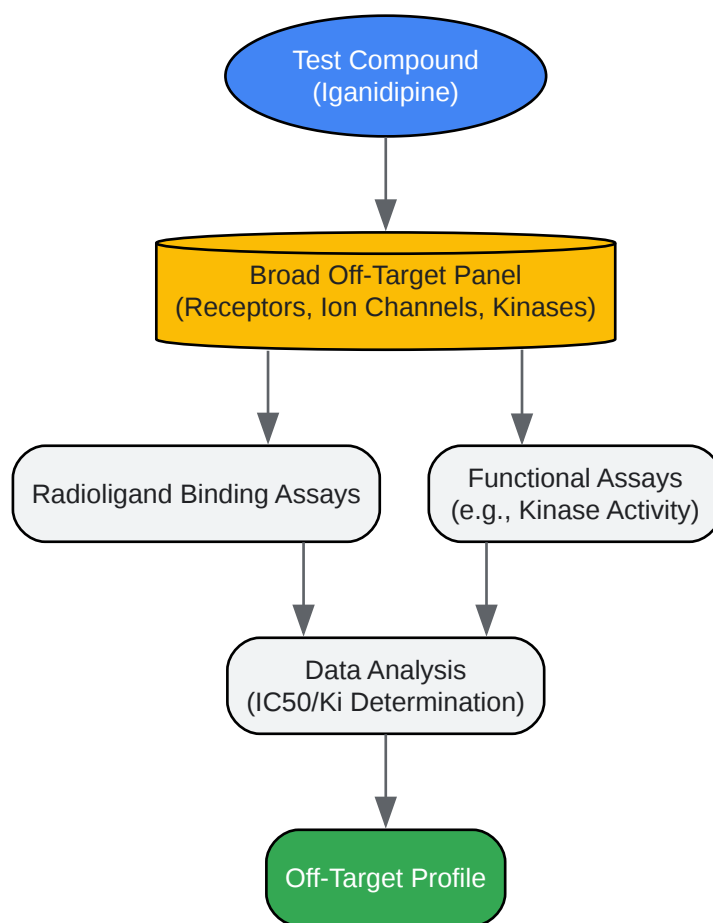 Test Compound
(Iganidipine)
Broad Off-Target Panel
(Receptors, Ion Channels, Kinases)
Radioligand Binding Assays
Functional Assays
(e.g., Kinase Activity)
Data Analysis
(IC50/Ki Determination)
Off-Target Profile